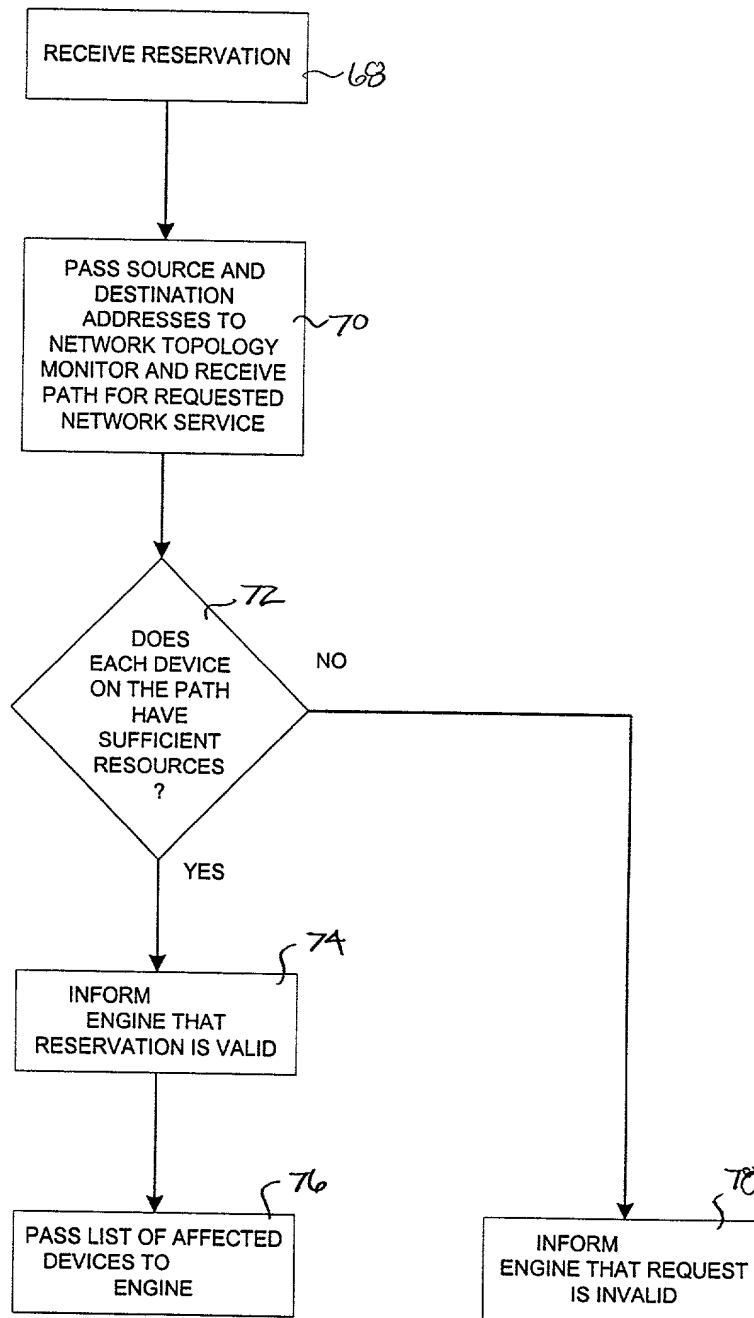 RECEIVE RESERVATION
68
PASS SOURCE AND
DESTINATION
ADDRESSES TO
NETWORK TOPOLOGY
MONITOR AND RECEIVE
PATH FOR REQUESTED
NETWORK SERVICE
70
72
DOES
EACH DEVICE
ON THE PATH
HAVE
SUFFICIENT
RESOURCES
?
NO
YES
74
INFORM
ENGINE THAT
RESERVATION IS VALID
76
PASS LIST OF AFFECTED
DEVICES TO
ENGINE
78
INFORM
ENGINE THAT REQUEST
IS INVALID